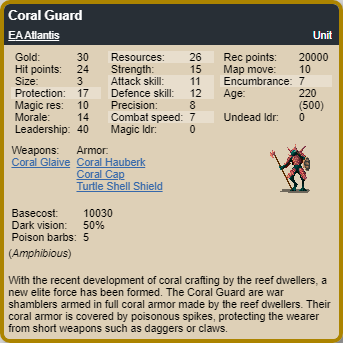 Coral Guard
EA Atlantis Unit
Gold: 30 Resources: 26 Rec points: 20000
Hit points: 24 Strength: 15 Map move: 10
Size: 3 Attack skill: 11 Encumbrance: 7
Protection: 17 Defence skill: 12 Age: 220
Magic res: 10 Precision: 8 (500)
Morale: 14 Combat speed: 7 Undead ldr: 0
Leadership: 40 Magic ldr: 0
Weapons: Armor:
Coral Glaive Coral Hauberk
Coral Cap
Turtle Shell Shield
Basecost: 10030
Dark vision: 50%
Poison barbs: 5
(Amphibious)
With the recent development of coral crafting by the reef dwellers, a
new elite force has been formed. The Coral Guard are war
shamblers armed in full coral armor made by the reef dwellers. Their
coral armor is covered by poisonous spikes, protecting the wearer
from short weapons such as daggers or claws.